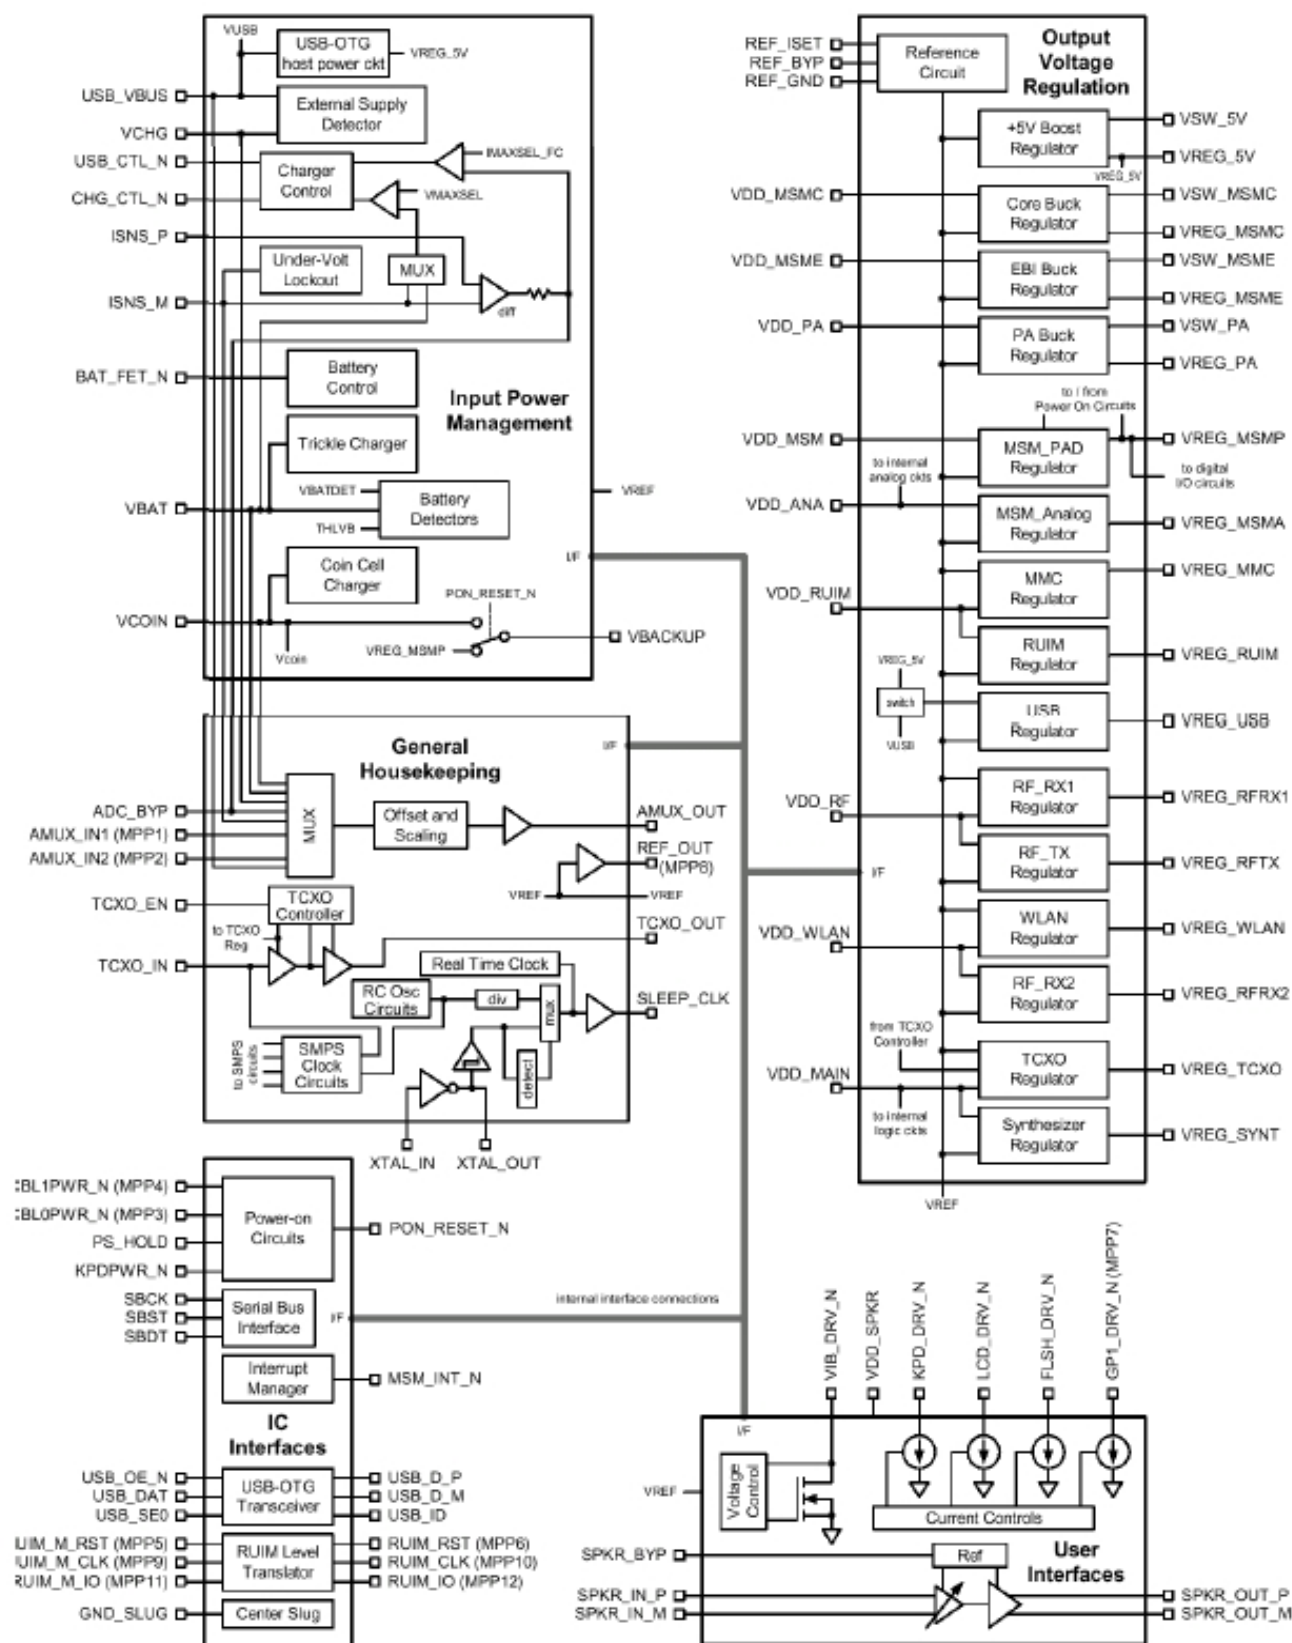 VUSB
USB-OTG
host power ckt
VREG_5V
USB_VBUS
External Supply
Detector
VCHG
USB_CTL_N
Charger
Control
IMAXSEL_FC
CHG_CTL_N
VMAXSEL
ISNS_P
Under-Volt
Lockout
MUX
ISNS_M
diff
BAT_FET_N
Battery
Control
Input Power
Management
Trickle Charger
VBATDET
VREF
VBAT
Battery
Detectors
THLVB
Coin Cell
Charger
I/F
PON_RESET_N
VCOIN
VBACKUP
Vcoin
VREG_MSMP
General
Housekeeping
I/F
ADC_BYP
AMUX_IN1 (MPP1)
AMUX_IN2 (MPP2)
MUX
Offset and
Scaling
AMUX_OUT
REF_OUT
(MPP8)
VREF
VREF
TCXO_EN
TCXO
Controller
to TCXO
Reg
TCXO_OUT
TCXO_IN
Real Time Clock
RC Osc
Circuits
div
mux
SLEEP_CLK
to SMPS
circuits
SMPS
Clock
Circuits
detect
XTAL_IN
XTAL_OUT
BL1PWR_N (MPP4)
BL0PWR_N (MPP3)
PS_HOLD
KPDPWR_N
Power-on
Circuits
PON_RESET_N
SBCK
SBST
SBDT
Serial Bus
Interface
I/F
internal interface connections
Interrupt
Manager
MSM_INT_N
IC
Interfaces
USB_OE_N
USB_DAT
USB_SE0
USB-OTG
Transceiver
USB_D_P
USB_D_M
USB_ID
UIM_M_RST (MPP5)
UIM_M_CLK (MPP9)
RUIM_M_IO (MPP11)
RUIM Level
Translator
RUIM_RST (MPP6)
RUIM_CLK (MPP10)
RUIM_IO (MPP12)
GND_SLUG
Center Slug
REF_ISET
REF_BYP
REF_GND
Reference
Circuit
Output
Voltage
Regulation
+5V Boost
Regulator
VSW_5V
VREG_5V
VREG_5V
VDD_MSMC
Core Buck
Regulator
VSW_MSMC
VREG_MSMC
VDD_MSME
EBI Buck
Regulator
VSW_MSME
VREG_MSME
VDD_PA
PA Buck
Regulator
VSW_PA
VREG_PA
to / from
Power On Circuits
VDD_MSM
MSM_PAD
Regulator
VREG_MSMP
to internal
analog ckts
to digital
I/O circuits
VDD_ANA
MSM_Analog
Regulator
VREG_MSMA
MMC
Regulator
VREG_MMC
VDD_RUIM
RUIM
Regulator
VREG_RUIM
VREG_5V
switch
VUSB
USB
Regulator
VREG_USB
RF_RX1
Regulator
VREG_RFRX1
VDD_RF
RF_TX
Regulator
VREG_RFTX
I/F
WLAN
Regulator
VREG_WLAN
VDD_WLAN
RF_RX2
Regulator
VREG_RFRX2
from TCXO
Controller
TCXO
Regulator
VREG_TCXO
VDD_MAIN
to internal
logic ckts
Synthesizer
Regulator
VREG_SYNT
VREF
VIB_DRV_N
VDD_SPKR
KPD_DRV_N
LCD_DRV_N
FLSH_DRV_N
GP1_DRV_N (MPP7)
I/F
VREF
Voltage
Control
Current Controls
SPKR_BYP
Ref
User
Interfaces
SPKR_IN_P
SPKR_IN_M
SPKR_OUT_P
SPKR_OUT_M